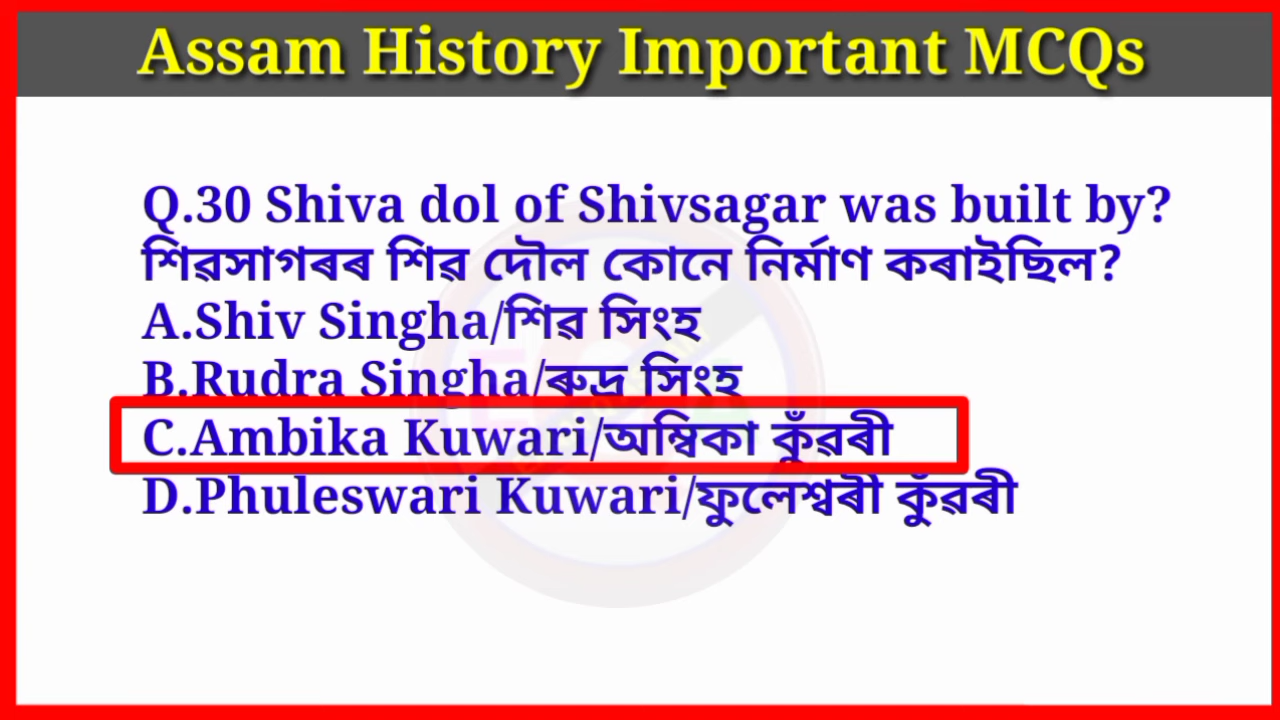 Assam History Important MCQs
Q.30 Shiva dol of Shivsagar was built by?
শিৱসাগৰৰ শিৱ দৌল কোনে নিৰ্মাণ কৰাইছিল?
A.Shiv Singha/শিৱ সিংহ
B.Rudra Singha/ৰুদ্ৰ সিংহ
C.Ambika Kuwari/অম্বিকা কুঁৱৰী
D.Phuleswari Kuwari/ফুলেশ্বৰী কুঁৱৰী